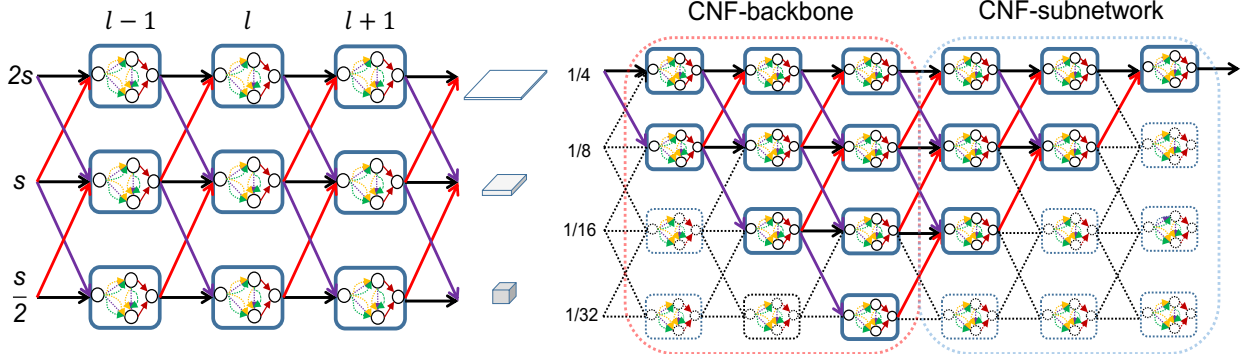 l − 1
l
l + 1
2s
s
s
2
CNF-backbone
CNF-subnetwork
1/4
1/8
1/16
1/32